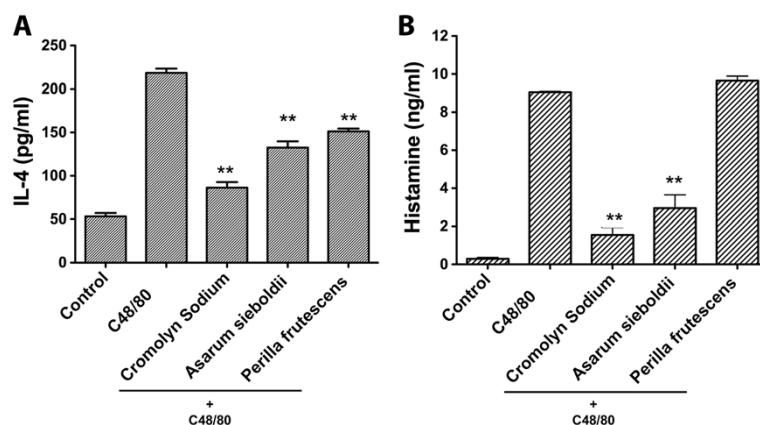 A
IL-4 (pg/ml)
250
200
150
100
50
0
**
**
**
Control
C48/80
Cromolyn Sodium
Asarum sieboldii
Perilla frutescens
+
C48/80
B
Histamine (ng/ml)
12
10
8
6
4
2
0
**
**
Control
C48/80
Cromolyn Sodium
Asarum sieboldii
Perilla frutescens
+
C48/80